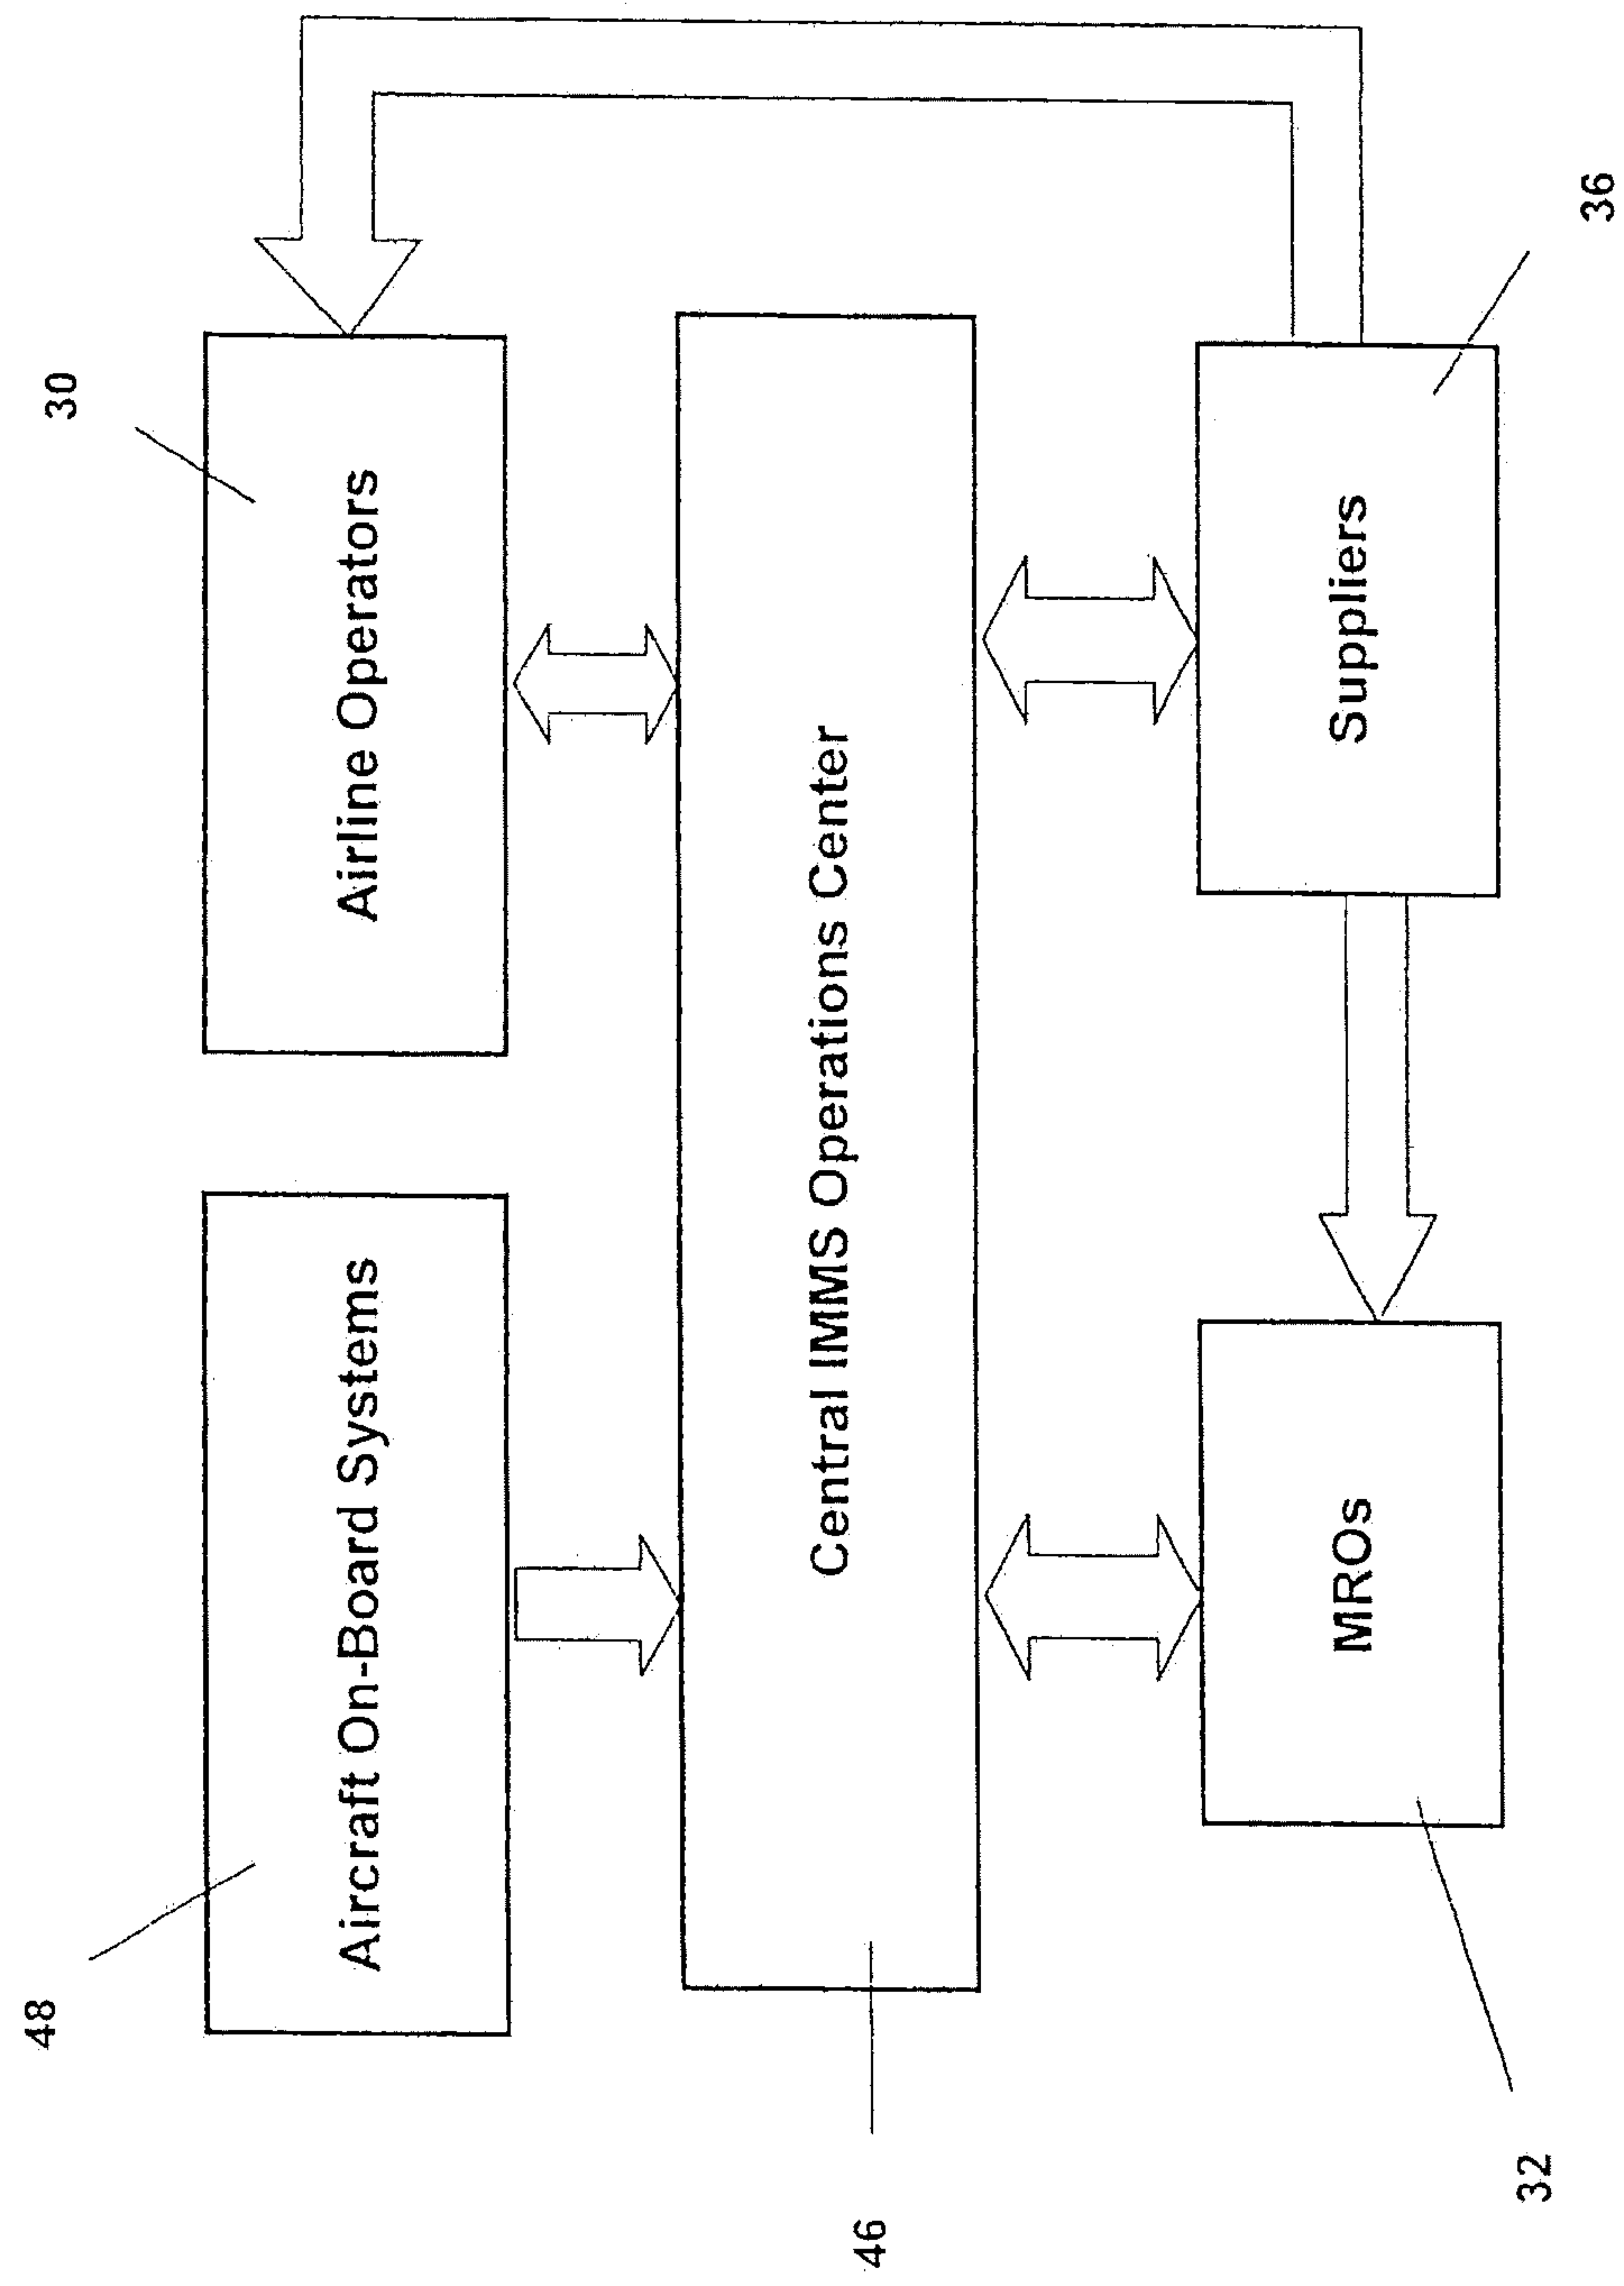 48
30
Aircraft On-Board Systems
Airline Operators
Central IMMS Operations Center
46
MROs
Suppliers
32
36